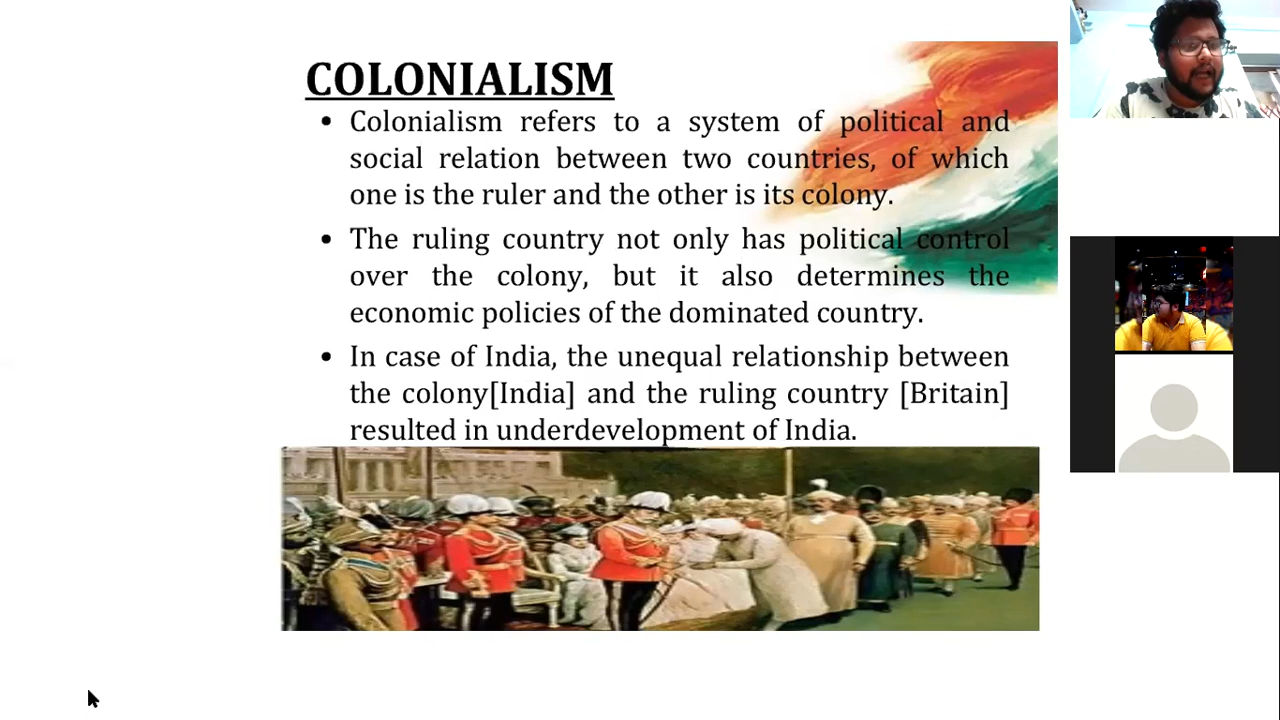 COLONIALISM
• Colonialism refers to a system of political and
social relation between two countries, of which
one is the ruler and the other is its colony.
• The ruling country not only has political control
over the colony, but it also determines the
economic policies of the dominated country.
• In case of India, the unequal relationship between
the colony[India] and the ruling country [Britain]
resulted in underdevelopment of India.